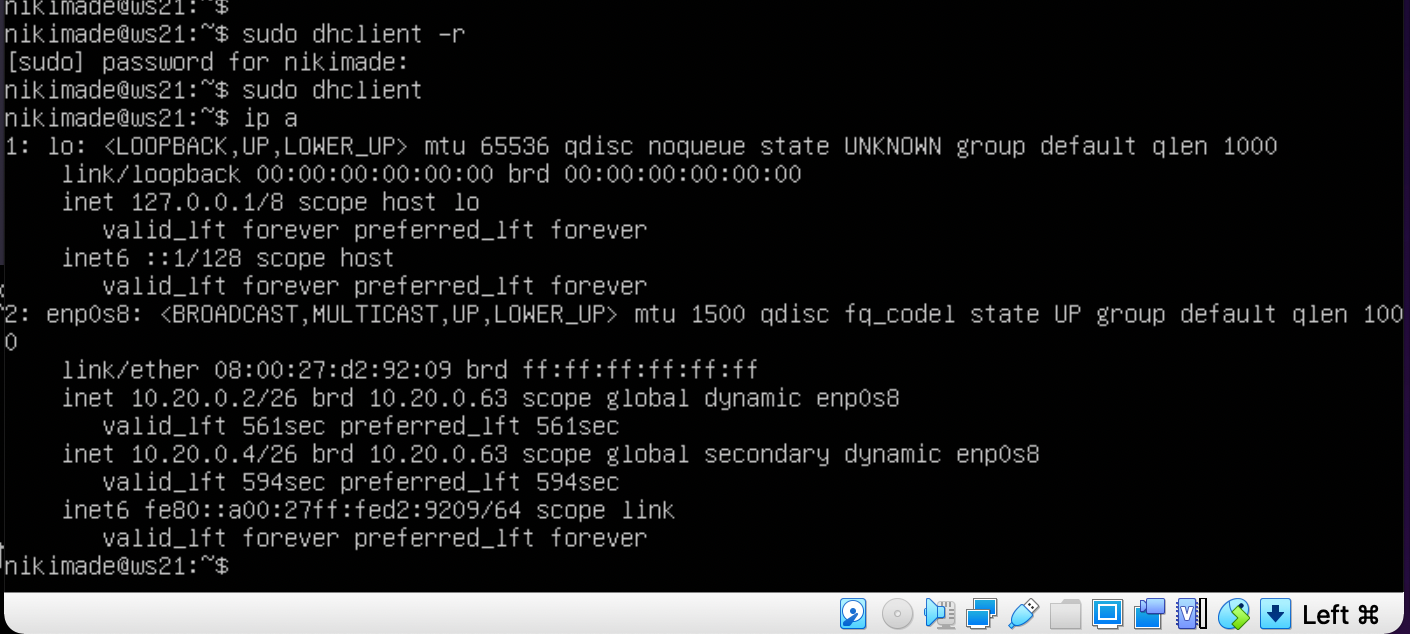 nikimade@ws21:~$
nikimade@ws21:~$ sudo dhclient -r
[sudo] password for nikimade:
nikimade@ws21:~$ sudo dhclient
nikimade@ws21:~$ ip a
1: lo: <LOOPBACK,UP,LOWER_UP> mtu 65536 qdisc noqueue state UNKNOWN group default qlen 1000
    link/loopback 00:00:00:00:00:00 brd 00:00:00:00:00:00
    inet 127.0.0.1/8 scope host lo
       valid_lft forever preferred_lft forever
    inet6 ::1/128 scope host
       valid_lft forever preferred_lft forever
2: enp0s8: <BROADCAST,MULTICAST,UP,LOWER_UP> mtu 1500 qdisc fq_codel state UP group default qlen 100
0
    link/ether 08:00:27:d2:92:09 brd ff:ff:ff:ff:ff:ff
    inet 10.20.0.2/26 brd 10.20.0.63 scope global dynamic enp0s8
       valid_lft 561sec preferred_lft 561sec
    inet 10.20.0.4/26 brd 10.20.0.63 scope global secondary dynamic enp0s8
       valid_lft 594sec preferred_lft 594sec
    inet6 fe80::a00:27ff:fed2:9209/64 scope link
       valid_lft forever preferred_lft forever
nikimade@ws21:~$
Left ⌘